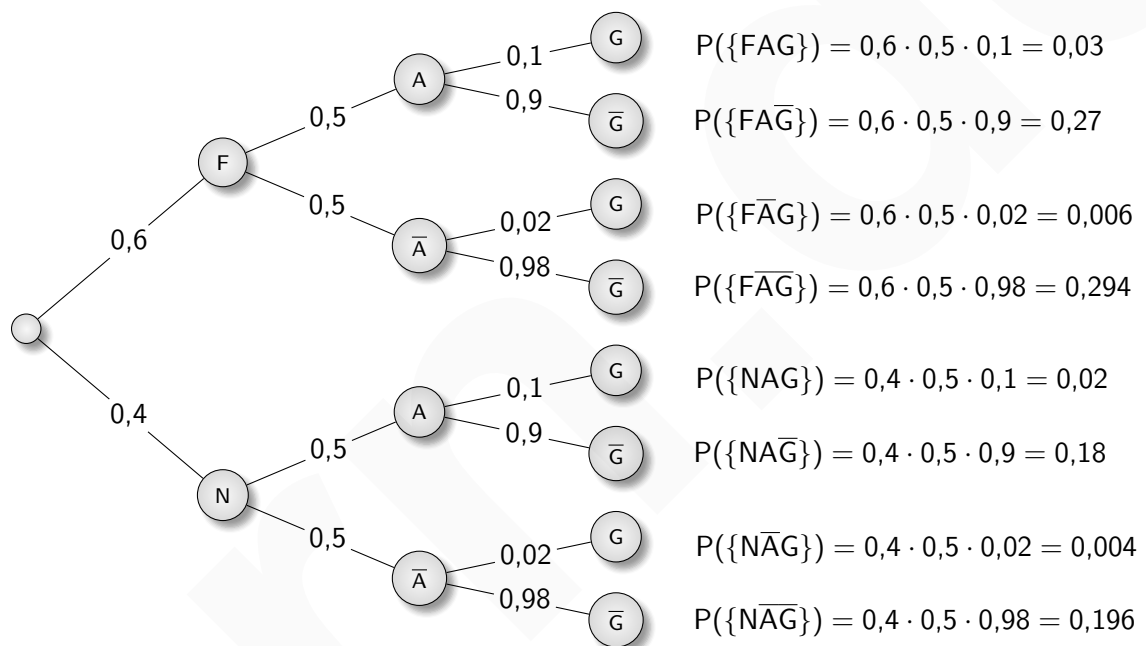 G
P({FAG}) = 0,6 · 0,5 · 0,1 = 0,03
0,1
A
0,9
G̅
P({FAG̅}) = 0,6 · 0,5 · 0,9 = 0,27
0,5
F
0,5
G
P({FA̅G}) = 0,6 · 0,5 · 0,02 = 0,006
0,02
A̅
0,98
G̅
P({FA̅G̅}) = 0,6 · 0,5 · 0,98 = 0,294
0,6
0,4
G
P({NAG}) = 0,4 · 0,5 · 0,1 = 0,02
0,1
A
0,9
G̅
P({NAG̅}) = 0,4 · 0,5 · 0,9 = 0,18
0,5
N
0,5
G
P({NA̅G}) = 0,4 · 0,5 · 0,02 = 0,004
0,02
A̅
0,98
G̅
P({NA̅G̅}) = 0,4 · 0,5 · 0,98 = 0,196